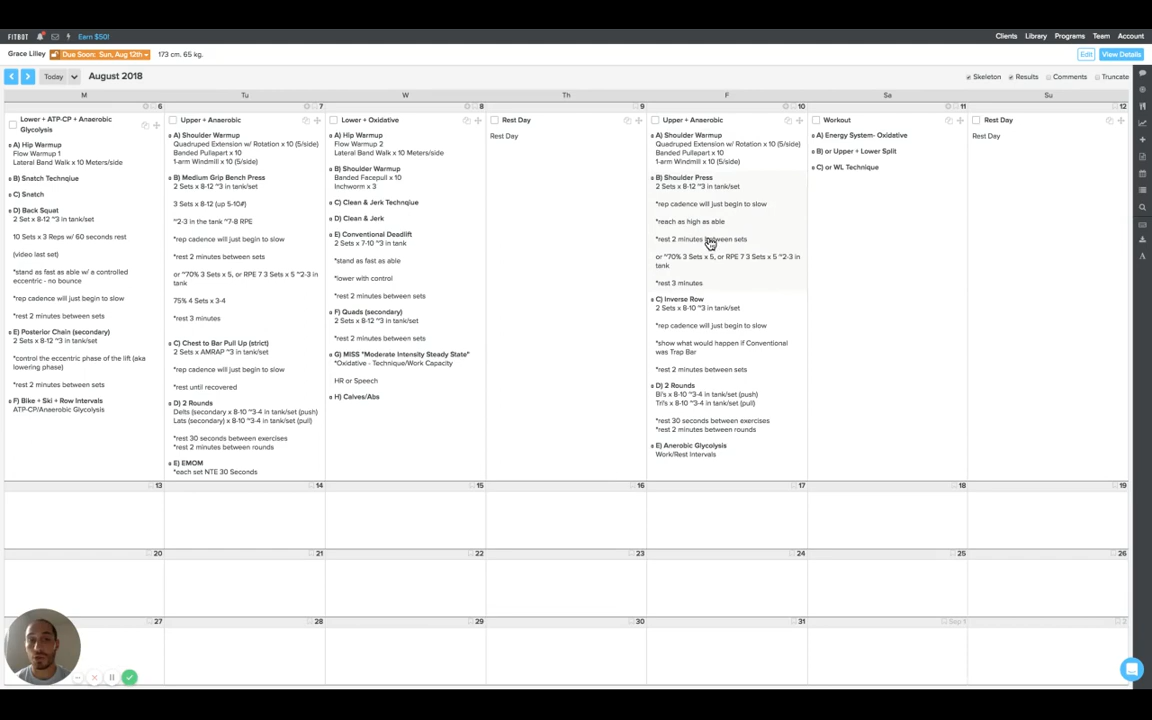 FITBOT Earn $50! Clients Library Programs Team Account
Grace Lilley Due Soon: Sun, Aug 12th 173 cm. 65 kg. Edit View Details
Today August 2018 Skeleton Results Comments Truncate
M Tu W Th F Sa Su
6 7 8 9 10 11 12
Lower + ATP-CP + Anaerobic
Glycolysis
A) Hip Warmup
Flow Warmup 1
Lateral Band Walk x 10 Meters/side
B) Snatch Technqiue
C) Snatch
D) Back Squat
2 Sets x 8-12 ~3 in tank/set
10 Sets x 3 Reps w/ 60 seconds rest
(video last set)
*stand as fast as able w/ a controlled
eccentric - no bounce
*rep cadence will just begin to slow
*rest 2 minutes between sets
E) Posterior Chain (secondary)
2 Sets x 8-12 ~3 in tank/set
*control the eccentric phase of the lift (aka
lowering phase)
*rest 2 minutes between sets
F) Bike + Ski + Row Intervals
ATP-CP/Anaerobic Glycolysis
Upper + Anaerobic
A) Shoulder Warmup
Quadruped Extension w/ Rotation x 10 (5/side)
Banded Pullapart x 10
1-arm Windmill x 10 (5/side)
B) Medium Grip Bench Press
2 Sets x 8-12 ~3 in tank/set
3 Sets x 8-12 (up 5-10#)
~2-3 in the tank ~7-8 RPE
*rep cadence will just begin to slow
*rest 2 minutes between sets
or ~70% 3 Sets x 5, or RPE 7 3 Sets x 5 ~2-3 in
tank
75% 4 Sets x 3-4
*rest 3 minutes
C) Chest to Bar Pull Up (strict)
2 Sets x AMRAP ~3 in tank/set
*rep cadence will just begin to slow
*rest until recovered
D) 2 Rounds
Delts (secondary x 8-10 ~3-4 in tank/set (push)
Lats (secondary) x 8-10 ~3-4 in tank/set (pull)
*rest 30 seconds between exercises
*rest 2 minutes between rounds
E) EMOM
*each set NTE 30 Seconds
Lower + Oxidative
A) Hip Warmup
Flow Warmup 2
Lateral Band Walk x 10 Meters/side
B) Shoulder Warmup
Banded Facepull x 10
Inchworm x 3
C) Clean & Jerk Technqiue
D) Clean & Jerk
E) Conventional Deadlift
2 Sets x 7-10 ~3 in tank
*stand as fast as able
*lower with control
*rest 2 minutes between sets
F) Quads (secondary)
2 Sets x 8-12 ~3 in tank/set
*rest 2 minutes between sets
G) MISS "Moderate Intensity Steady State"
*Oxidative - Technique/Work Capacity
HR or Speech
H) Calves/Abs
Rest Day
Rest Day
Upper + Anaerobic
A) Shoulder Warmup
Quadruped Extension w/ Rotation x 10 (5/side)
Banded Pullapart x 10
1-arm Windmill x 10 (5/side)
B) Shoulder Press
2 Sets x 8-12 ~3 in tank/set
*rep cadence will just begin to slow
*reach as high as able
*rest 2 minutes between sets
or ~70% 3 Sets x 5, or RPE 7 3 Sets x 5 ~2-3 in
tank
*rest 3 minutes
C) Inverse Row
2 Sets x 8-10 ~3 in tank/set
*rep cadence will just begin to slow
*show what would happen if Conventional
was Trap Bar
*rest 2 minutes between sets
D) 2 Rounds
Bi's x 8-10 ~3-4 in tank/set (push)
Tri's x 8-10 ~3-4 in tank/set (pull)
*rest 30 seconds between exercises
*rest 2 minutes between rounds
E) Anerobic Glycolysis
Work/Rest Intervals
Workout
A) Energy System- Oxidative
B) or Upper + Lower Split
C) or WL Technique
Rest Day
Rest Day
13 14 15 16 17 18 19
20 21 22 23 24 25 26
27 28 29 30 31 Sep 1 2